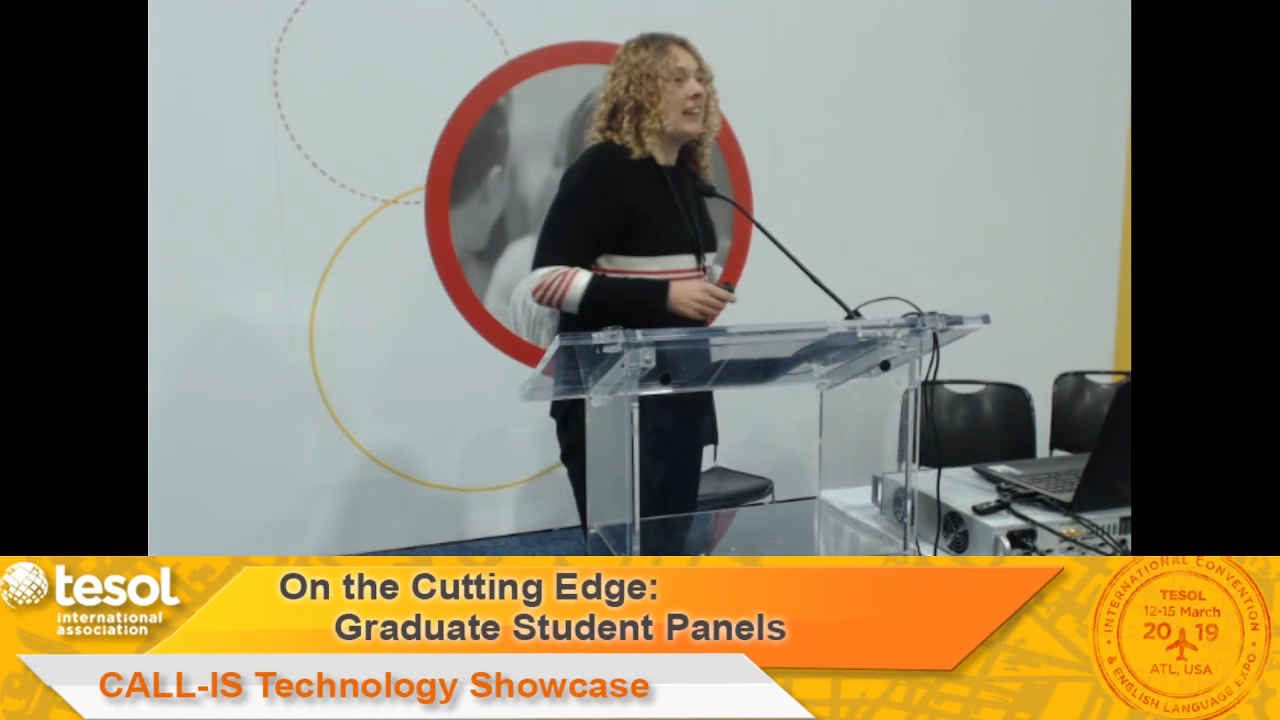 tesol
international
association
On the Cutting Edge:
Graduate Student Panels
CALL-IS Technology Showcase
INTERNATIONAL CONVENTION
TESOL
12-15 March
20 19
ATL, USA
& ENGLISH LANGUAGE EXPO